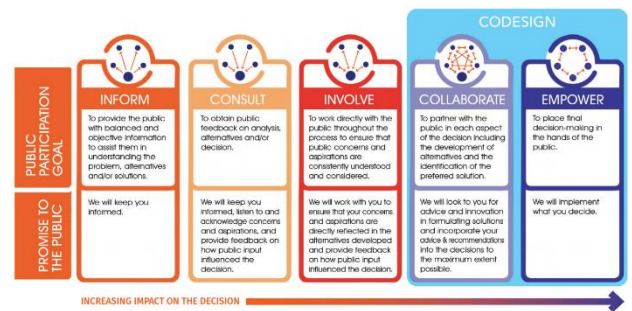 CODESIGN
INFORM
CONSULT
INVOLVE
COLLABORATE
EMPOWER
PUBLIC
PARTICIPATION
GOAL
To provide the public
with balanced and
objective information
to assist them in
understanding the
problem, alternatives
and/or solutions.
To obtain public
feedback on analysis,
alternatives and/or
decision.
To work directly with
the public throughout
the process to ensure
that public concerns
and aspirations are
consistently understood
and considered.
To partner with the
public in each aspect
of the decision including
the development of
alternatives and the
identification of the
preferred solution.
To place final
decision-making in
the hands of the
public.
PROMISE TO
THE PUBLIC
We will keep you
informed.
We will keep you
informed, listen to and
acknowledge concerns
and aspirations, and
provide feedback on
how public input
influenced the
decision.
We will work with you to
ensure that your concerns
and aspirations are
directly reflected in the
alternatives developed
and provide feedback
on how public input
influenced the decision.
We will look to you for
advice and innovation
in formulating solutions
and incorporate your
advice & recommendations
into the decisions to
the maximum extent
possible.
We will implement
what you decide.
INCREASING IMPACT ON THE DECISION